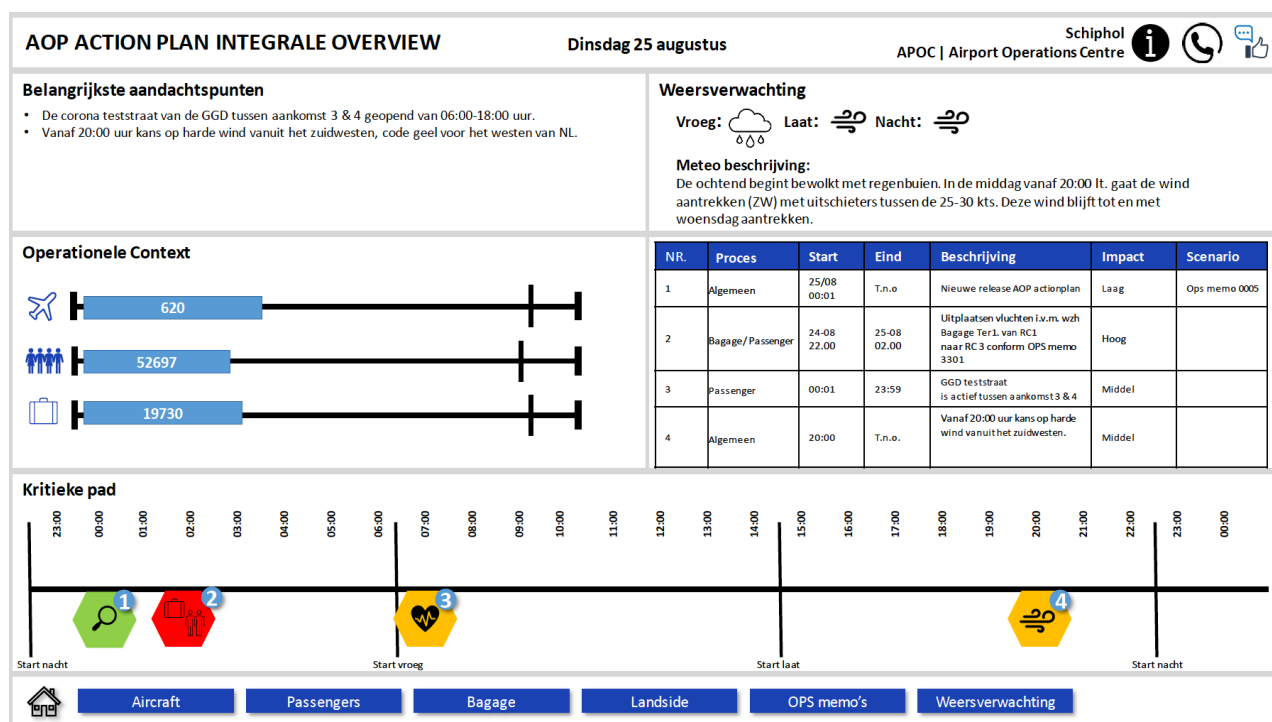 AOP ACTION PLAN INTEGRALE OVERVIEW
Dinsdag 25 augustus
Schiphol
APOC | Airport Operations Centre
i
Belangrijkste aandachtspunten
• De corona teststraat van de GGD tussen aankomst 3 & 4 geopend van 06:00-18:00 uur.
• Vanaf 20:00 uur kans op harde wind vanuit het zuidwesten, code geel voor het westen van NL.
Weersverwachting
Vroeg: Laat: Nacht:
Meteo beschrijving:
De ochtend begint bewolkt met regenbuien. In de middag vanaf 20:00 lt. gaat de wind
aantrekken (ZW) met uitschieters tussen de 25-30 kts. Deze wind blijft tot en met
woensdag aantrekken.
Operationele Context
620
52697
19730
NR. Proces Start Eind Beschrijving Impact Scenario
1 Algemeen 25/08 00:01 T.n.o Nieuwe release AOP actionplan Laag Ops memo 0005
2 Bagage/ Passenger 24-08 22.00 25-08 02.00 Uitplaatsen vluchten i.v.m. wzh
Bagage Ter1. van RC1
naar RC 3 conform OPS memo
3301
Hoog
3 Passenger 00:01 23:59 GGD teststraat
is actief tussen aankomst 3 & 4
Middel
4 Algemeen 20:00 T.n.o. Vanaf 20:00 uur kans op harde
wind vanuit het zuidwesten.
Middel
Kritieke pad
23:00 00:00 01:00 02:00 03:00 04:00 05:00 06:00 07:00 08:00 09:00 10:00 11:00 12:00 13:00 14:00 15:00 16:00 17:00 18:00 19:00 20:00 21:00 22:00 23:00 00:00
1 2 3 4
Start nacht Start vroeg Start laat Start nacht
Aircraft Passengers Bagage Landside OPS memo's Weersverwachting